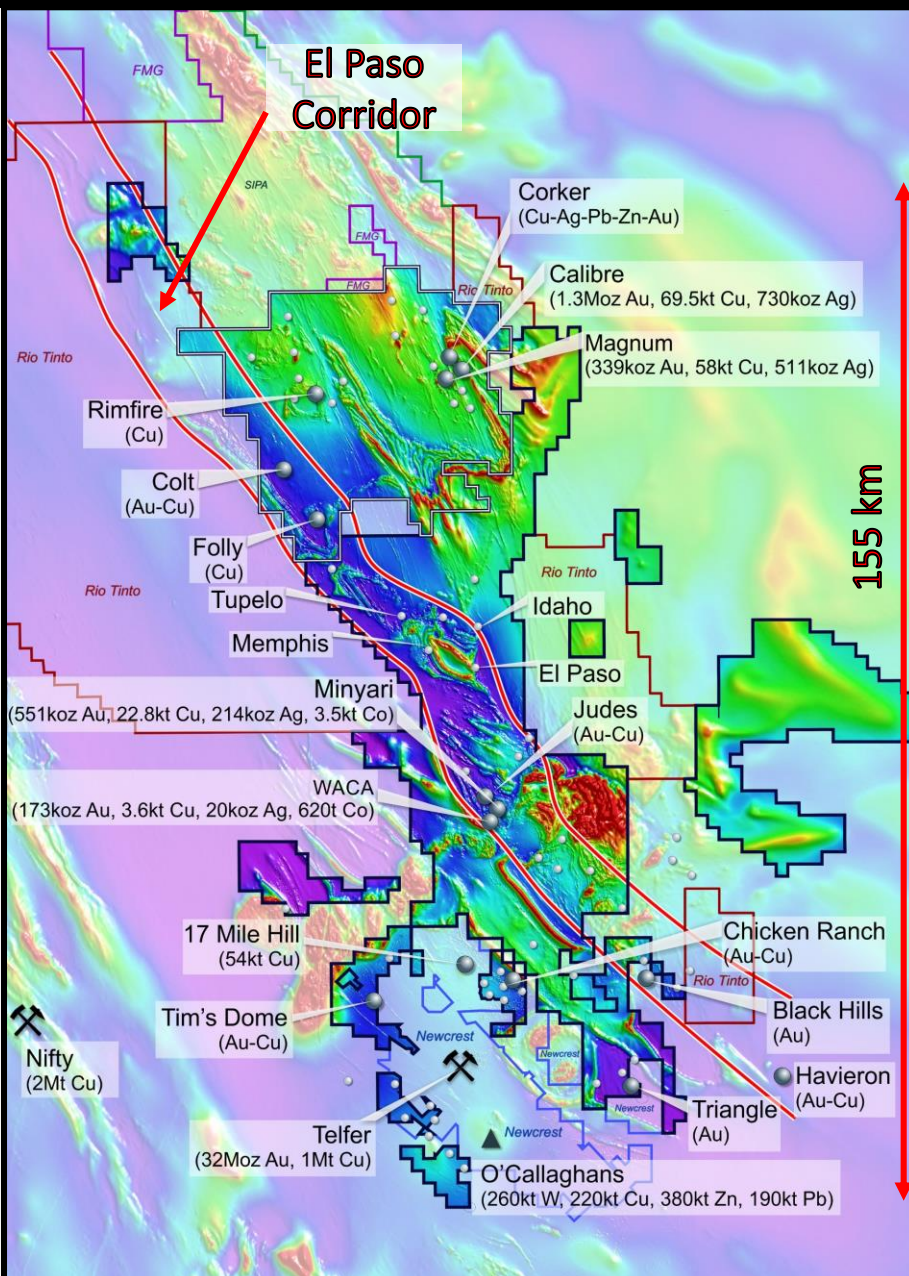 El Paso
Corridor
FMG
SIPA
Corker
(Cu-Ag-Pb-Zn-Au)
FMG
Calibre
(1.3Moz Au, 69.5kt Cu, 730koz Ag)
FMG
Rio Tinto
Rio Tinto
Magnum
(339koz Au, 58kt Cu, 511koz Ag)
Rimfire
(Cu)
Colt
(Au-Cu)
155 km
Folly
(Cu)
Rio Tinto
Rio Tinto
Tupelo
Idaho
Memphis
El Paso
Minyari
(551koz Au, 22.8kt Cu, 214koz Ag, 3.5kt Co)
Judes
(Au-Cu)
WACA
(173koz Au, 3.6kt Cu, 20koz Ag, 620t Co)
17 Mile Hill
(54kt Cu)
Chicken Ranch
(Au-Cu)
Rio Tinto
Tim's Dome
(Au-Cu)
Black Hills
(Au)
Newcrest
Nifty
(2Mt Cu)
Newcrest
Havieron
(Au-Cu)
Newcrest
Triangle
(Au)
Telfer
(32Moz Au, 1Mt Cu)
Newcrest
O'Callaghans
(260kt W, 220kt Cu, 380kt Zn, 190kt Pb)